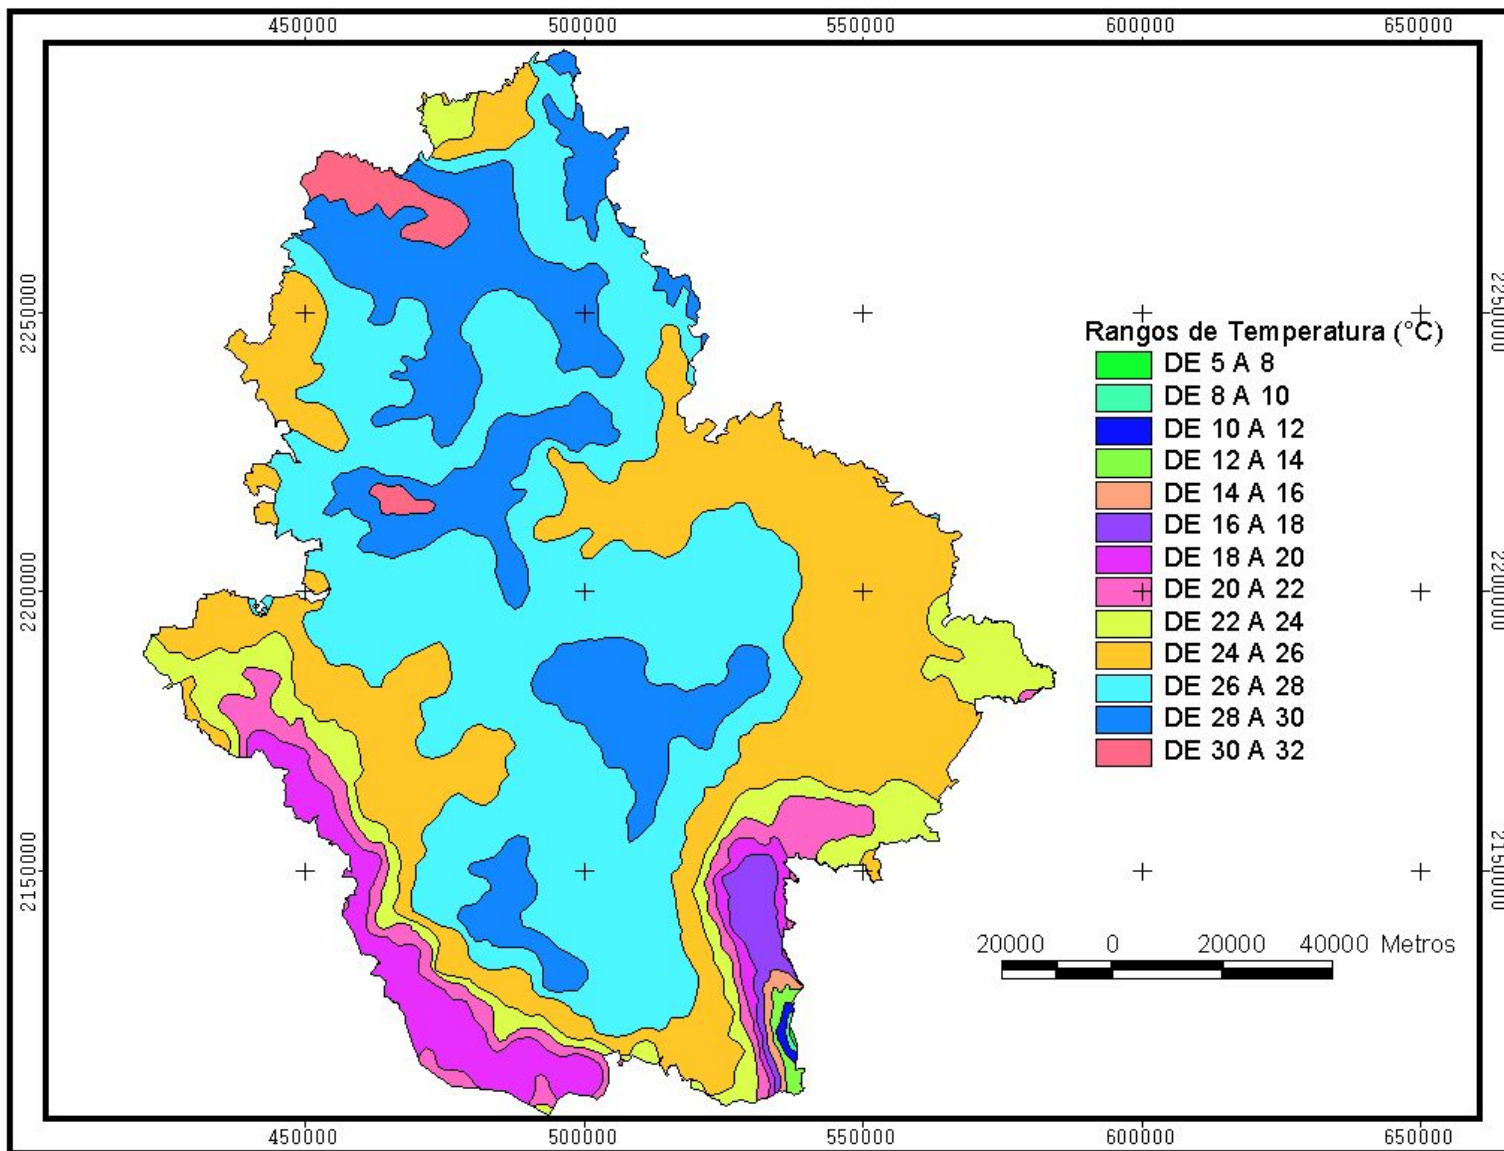 450000 500000 550000 600000 650000
2250000
2200000
2150000
2250000
2200000
2150000
Rangos de Temperatura (°C)
DE 5 A 8
DE 8 A 10
DE 10 A 12
DE 12 A 14
DE 14 A 16
DE 16 A 18
DE 18 A 20
DE 20 A 22
DE 22 A 24
DE 24 A 26
DE 26 A 28
DE 28 A 30
DE 30 A 32
20000 0 20000 40000 Metros
450000 500000 550000 600000 650000